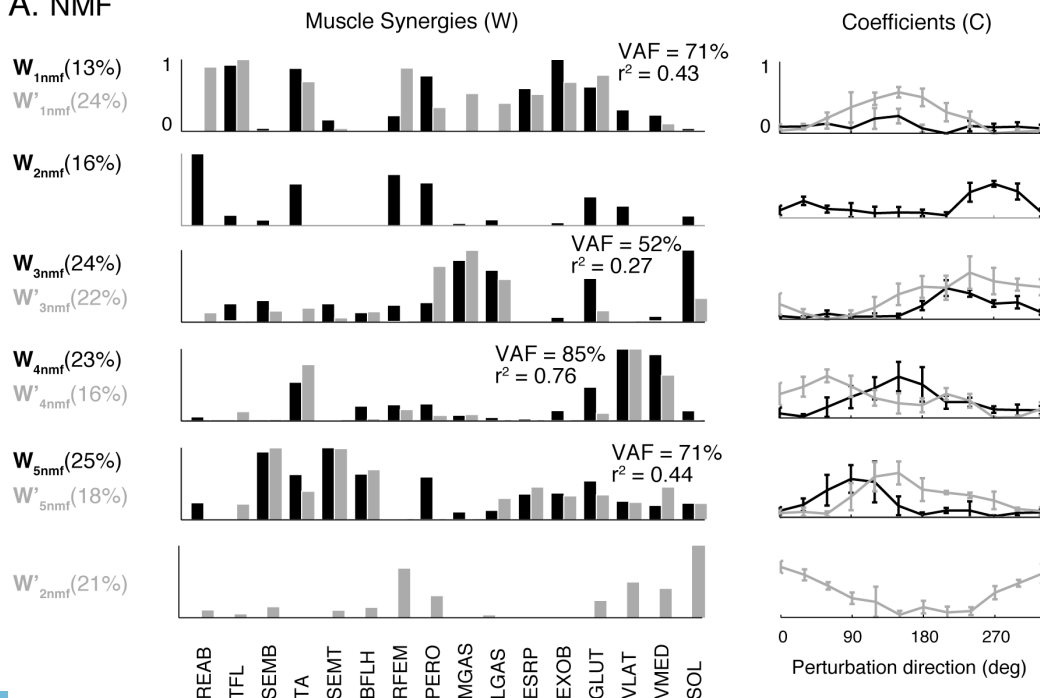 A. NMF
Muscle Synergies (W)
Coefficients (C)
W1nmf(13%)
W'1nmf(24%)
1
0
VAF = 71%
r² = 0.43
1
0
W2nmf(16%)
W3nmf(24%)
W'3nmf(22%)
VAF = 52%
r² = 0.27
W4nmf(23%)
W'4nmf(16%)
VAF = 85%
r² = 0.76
W5nmf(25%)
W'5nmf(18%)
VAF = 71%
r² = 0.44
W'2nmf(21%)
REAB
TFL
SEMB
TA
SEMT
BFLH
RFEM
PERO
MGAS
LGAS
ESRP
EXOB
GLUT
VLAT
VMED
SOL
0 90 180 270
Perturbation direction (deg)